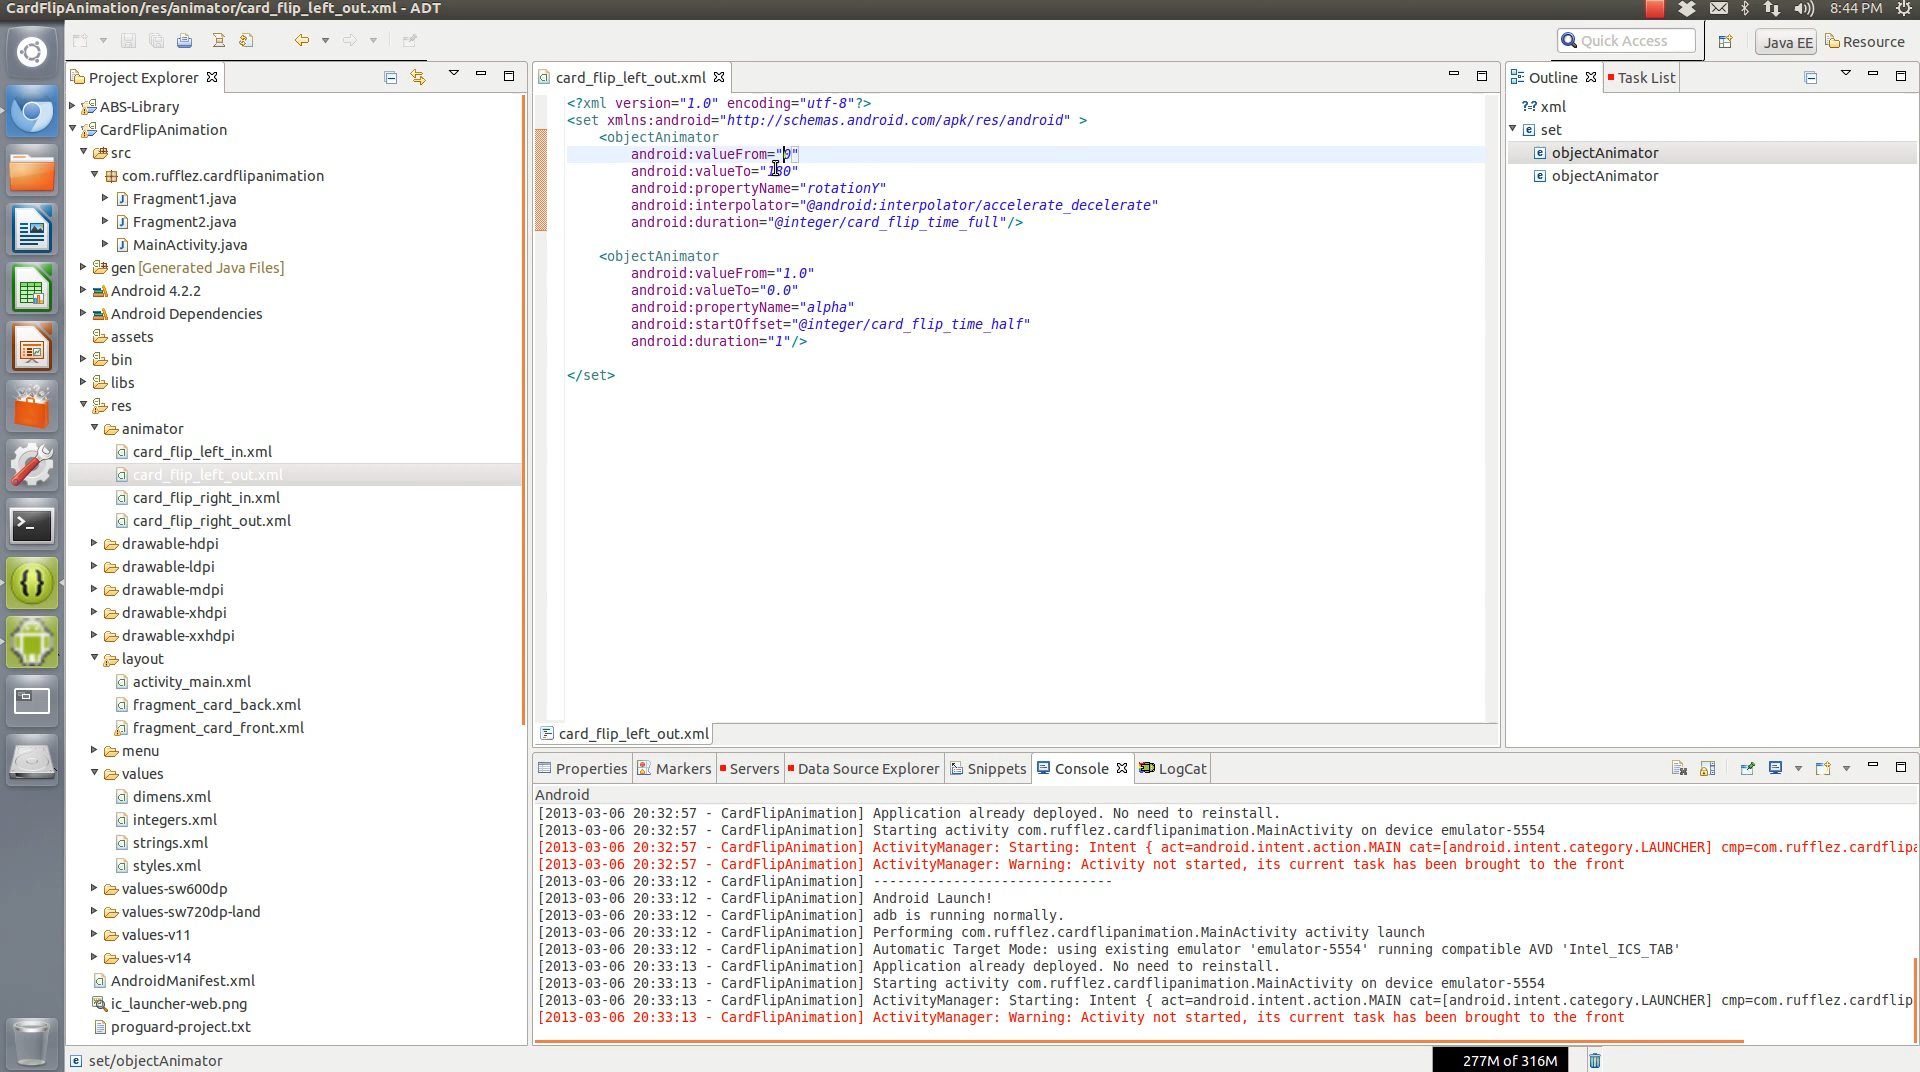 CardFlipAnimation/res/animator/card_flip_left_out.xml - ADT
8:44 PM
Quick Access
Java EE
Resource
Project Explorer
ABS-Library
CardFlipAnimation
src
com.rufflez.cardflipanimation
Fragment1.java
Fragment2.java
MainActivity.java
gen [Generated Java Files]
Android 4.2.2
Android Dependencies
assets
bin
libs
res
animator
card_flip_left_in.xml
card_flip_left_out.xml
card_flip_right_in.xml
card_flip_right_out.xml
drawable-hdpi
drawable-ldpi
drawable-mdpi
drawable-xhdpi
drawable-xxhdpi
layout
activity_main.xml
fragment_card_back.xml
fragment_card_front.xml
menu
values
dimens.xml
integers.xml
strings.xml
styles.xml
values-sw600dp
values-sw720dp-land
values-v11
values-v14
AndroidManifest.xml
ic_launcher-web.png
proguard-project.txt
card_flip_left_out.xml
<?xml version="1.0" encoding="utf-8"?>
<set xmlns:android="http://schemas.android.com/apk/res/android" >
<objectAnimator
android:valueFrom="0"
android:valueTo="180"
android:propertyName="rotationY"
android:interpolator="@android:interpolator/accelerate_decelerate"
android:duration="@integer/card_flip_time_full"/>
<objectAnimator
android:valueFrom="1.0"
android:valueTo="0.0"
android:propertyName="alpha"
android:startOffset="@integer/card_flip_time_half"
android:duration="1"/>
</set>
card_flip_left_out.xml
Outline
Task List
xml
set
objectAnimator
objectAnimator
Properties
Markers
Servers
Data Source Explorer
Snippets
Console
LogCat
Android
[2013-03-06 20:32:57 - CardFlipAnimation] Application already deployed. No need to reinstall.
[2013-03-06 20:32:57 - CardFlipAnimation] Starting activity com.rufflez.cardflipanimation.MainActivity on device emulator-5554
[2013-03-06 20:32:57 - CardFlipAnimation] ActivityManager: Starting: Intent { act=android.intent.action.MAIN cat=[android.intent.category.LAUNCHER] cmp=com.rufflez.cardflipa
[2013-03-06 20:32:57 - CardFlipAnimation] ActivityManager: Warning: Activity not started, its current task has been brought to the front
[2013-03-06 20:33:12 - CardFlipAnimation] ------------------------------
[2013-03-06 20:33:12 - CardFlipAnimation] Android Launch!
[2013-03-06 20:33:12 - CardFlipAnimation] adb is running normally.
[2013-03-06 20:33:12 - CardFlipAnimation] Performing com.rufflez.cardflipanimation.MainActivity activity launch
[2013-03-06 20:33:12 - CardFlipAnimation] Automatic Target Mode: using existing emulator 'emulator-5554' running compatible AVD 'Intel_ICS_TAB'
[2013-03-06 20:33:13 - CardFlipAnimation] Application already deployed. No need to reinstall.
[2013-03-06 20:33:13 - CardFlipAnimation] Starting activity com.rufflez.cardflipanimation.MainActivity on device emulator-5554
[2013-03-06 20:33:13 - CardFlipAnimation] ActivityManager: Starting: Intent { act=android.intent.action.MAIN cat=[android.intent.category.LAUNCHER] cmp=com.rufflez.cardflip
[2013-03-06 20:33:13 - CardFlipAnimation] ActivityManager: Warning: Activity not started, its current task has been brought to the front
set/objectAnimator
277M of 316M